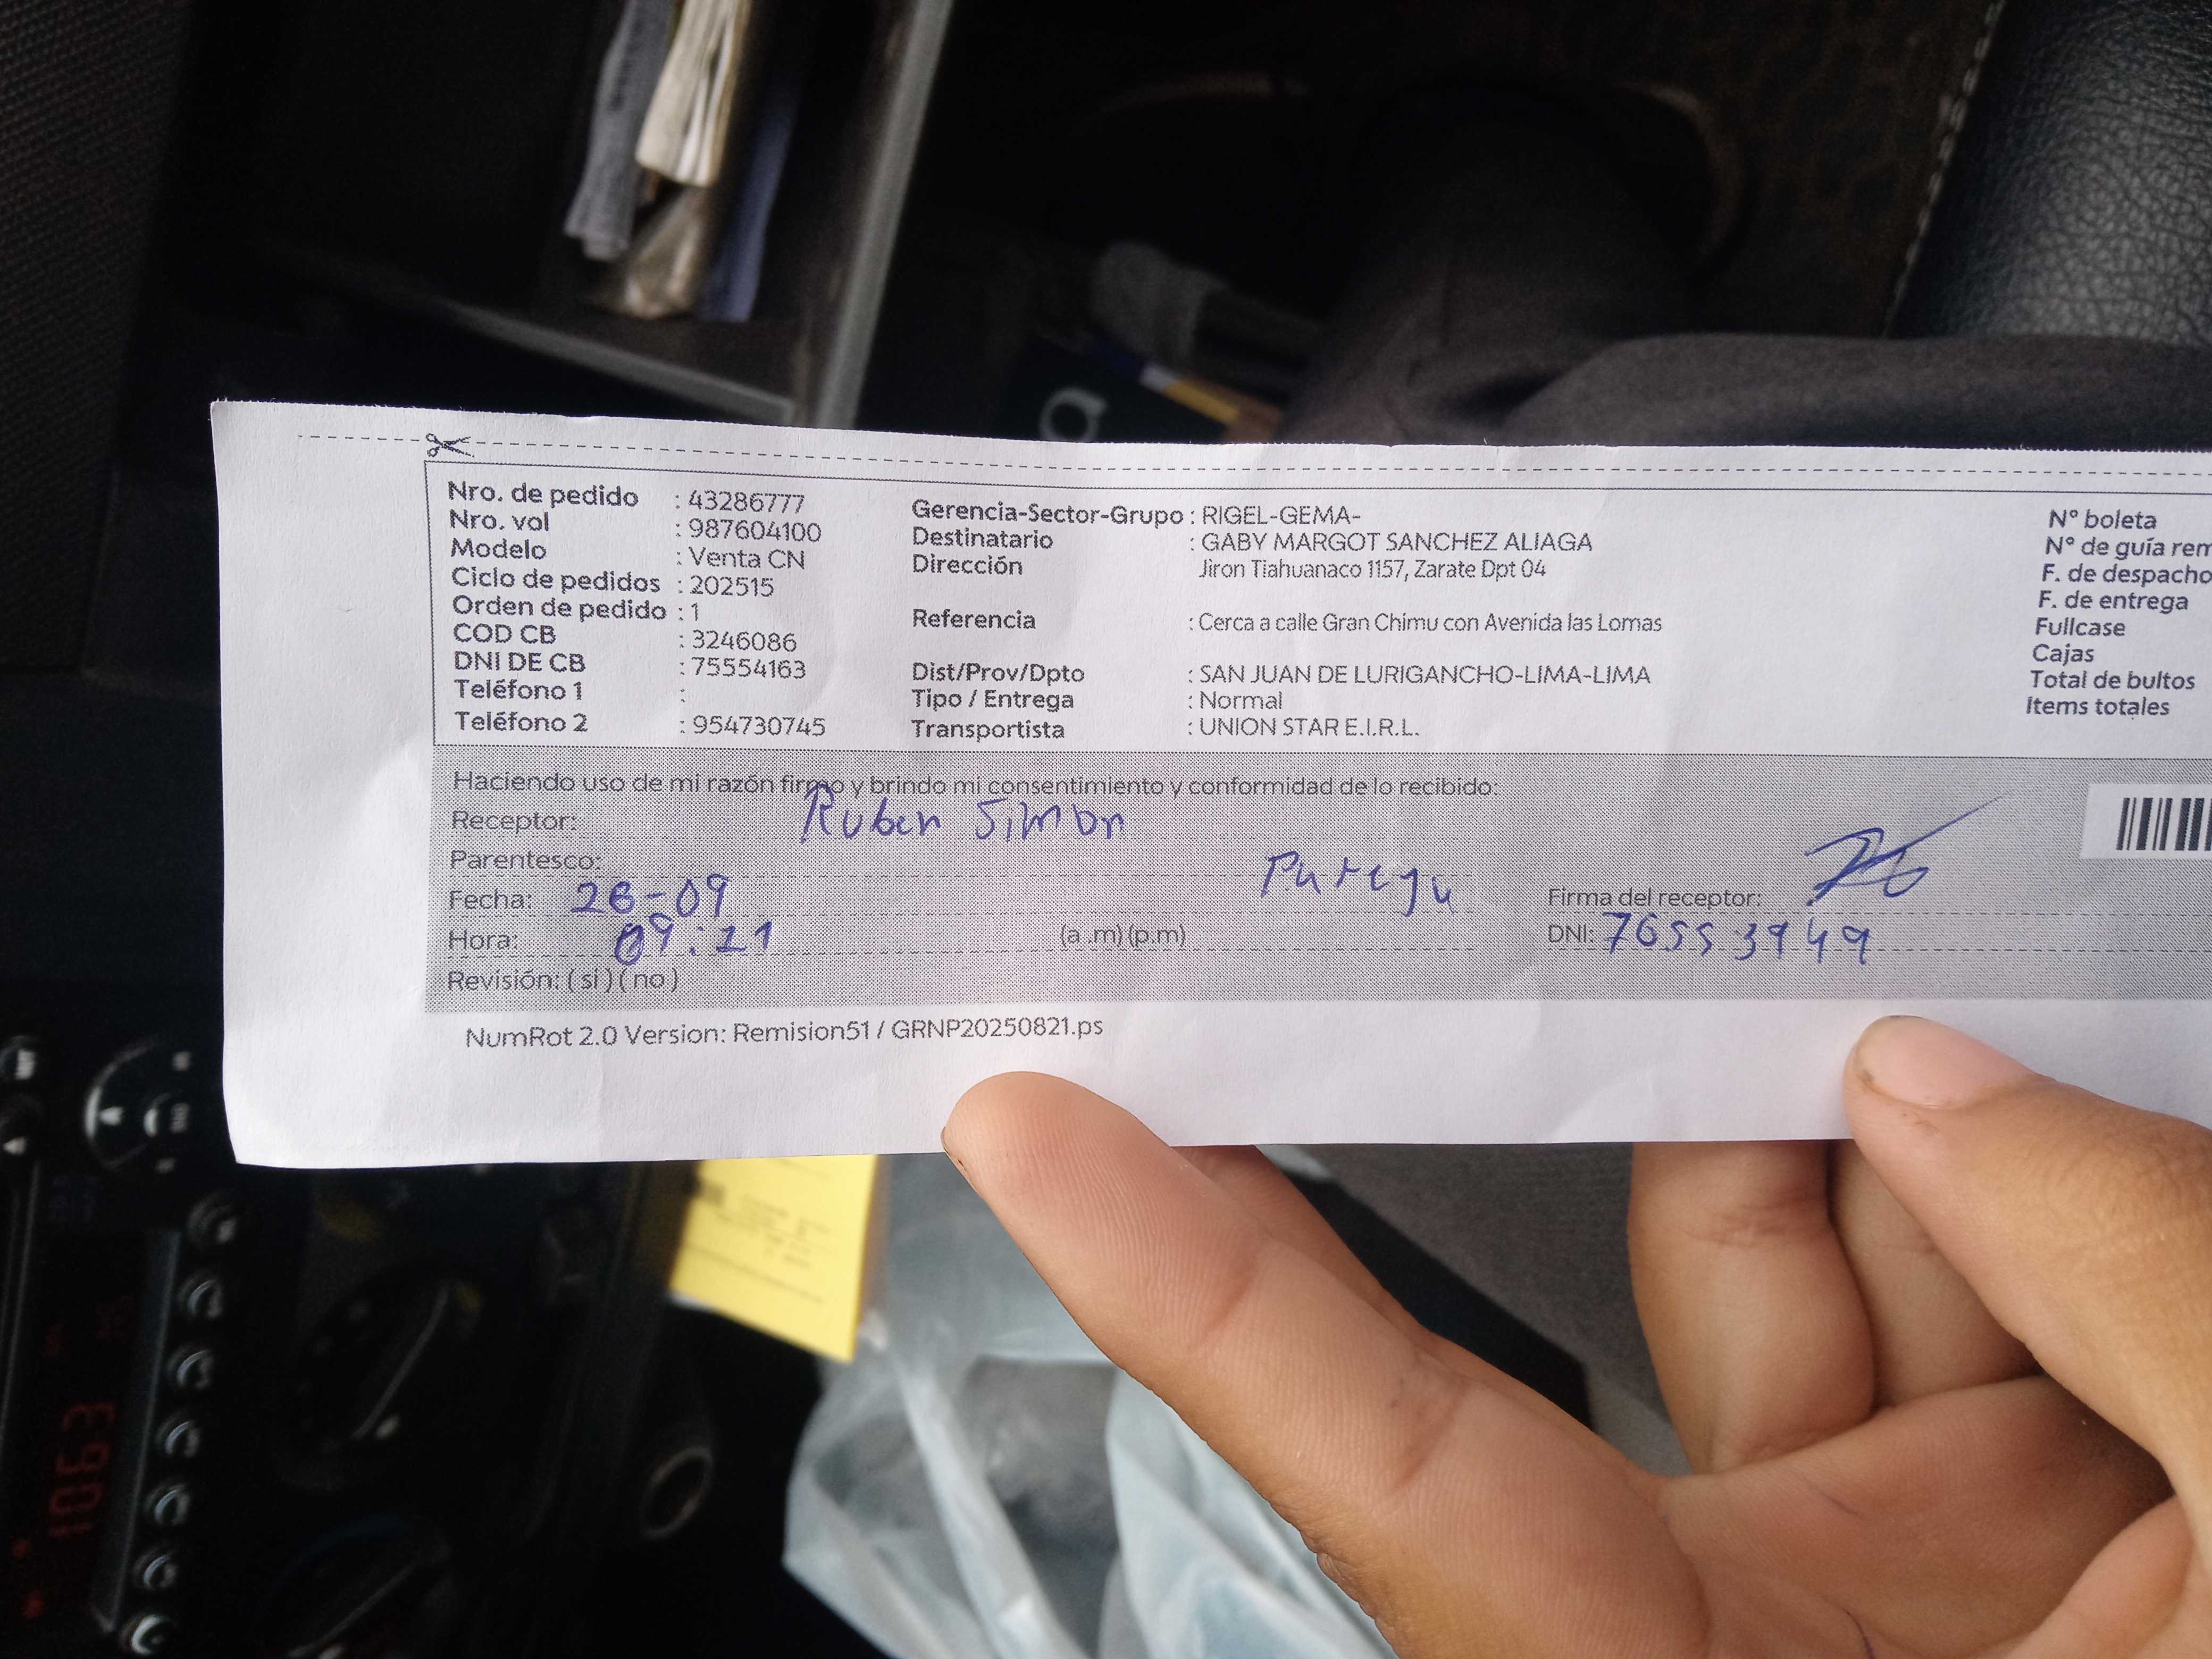 Nro. de pedido : 43286777
Nro. vol : 987604100
Modelo : Venta CN
Ciclo de pedidos : 202515
Orden de pedido : 1
COD CB : 3246086
DNI DE CB : 75554163
Teléfono 1 :
Teléfono 2 : 954730745
Gerencia-Sector-Grupo : RIGEL-GEMA-
Destinatario : GABY MARGOT SANCHEZ ALIAGA
Dirección Jiron Tiahuanaco 1157, Zarate Dpt 04
Referencia : Cerca a calle Gran Chimu con Avenida las Lomas
Dist/Prov/Dpto : SAN JUAN DE LURIGANCHO-LIMA-LIMA
Tipo / Entrega : Normal
Transportista : UNION STAR E.I.R.L.
N° boleta
N° de guía rem
F. de despacho
F. de entrega
Fullcase
Cajas
Total de bultos
Items totales
Haciendo uso de mi razón firmo y brindo mi consentimiento y conformidad de lo recibido:
Receptor: Ruben Simon
Parentesco: Pareja
Fecha: 26-09
Firma del receptor:
Hora: 09:21 (a .m) (p.m)
DNI: 76553949
Revisión: ( si ) ( no )
NumRot 2.0 Version: Remision51 / GRNP20250821.ps
1063